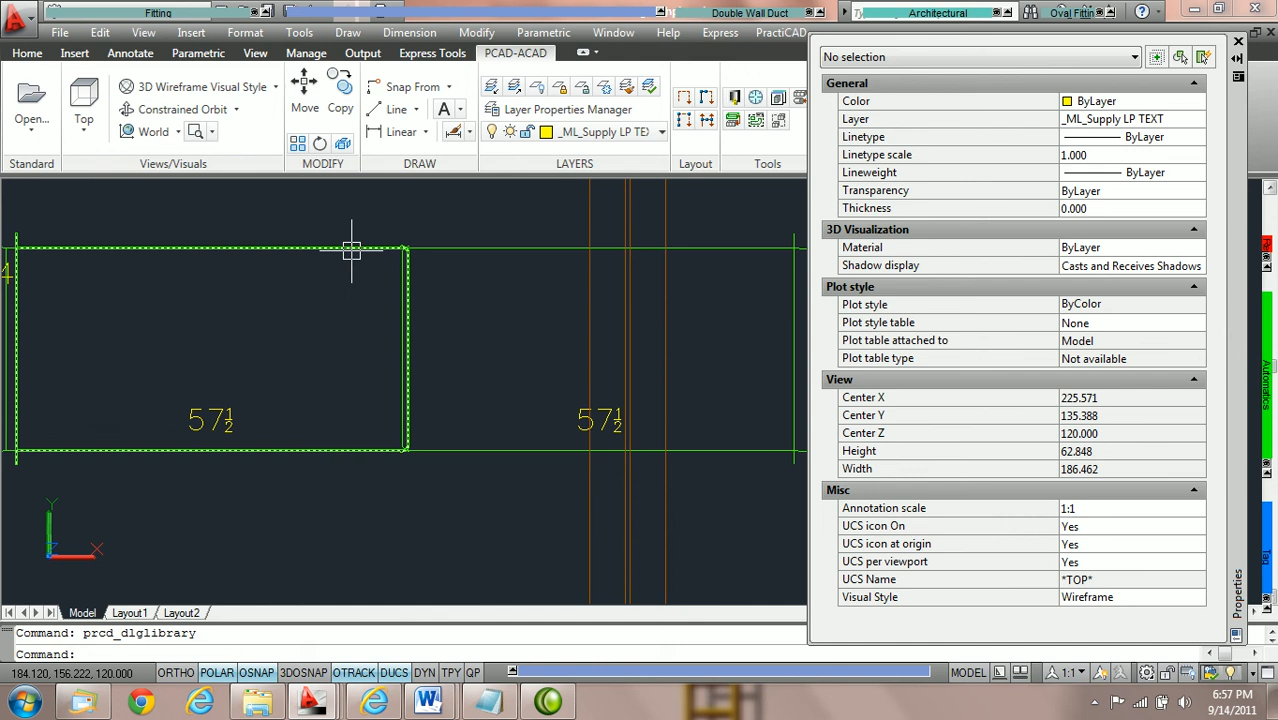 Fitting
Double Wall Duct
Architectural
Oval Fittin
File Edit View Insert Format Tools Draw Dimension Modify Parametric Window Help Express PractiCAD
Home Insert Annotate Parametric View Manage Output Express Tools PCAD-ACAD
Open...
Top
3D Wireframe Visual Style
Constrained Orbit
World
Move
Copy
Snap From
Line
Linear
A
Layer Properties Manager
_ML_Supply LP TEXT
Standard
Views/Visuals
MODIFY
DRAW
LAYERS
Layout
Tools
No selection
General
Color ByLayer
Layer _ML_Supply LP TEXT
Linetype ByLayer
Linetype scale 1.000
Lineweight ByLayer
Transparency ByLayer
Thickness 0.000
3D Visualization
Material ByLayer
Shadow display Casts and Receives Shadows
Plot style
Plot style ByColor
Plot style table None
Plot table attached to Model
Plot table type Not available
View
Center X 225.571
Center Y 135.388
Center Z 120.000
Height 62.848
Width 186.462
Misc
Annotation scale 1:1
UCS icon On Yes
UCS icon at origin Yes
UCS per viewport Yes
UCS Name *TOP*
Visual Style Wireframe
Properties
Automatics
Tag
4
57½
57½
Y
X
Model Layout1 Layout2
Command: prcd_dlglibrary
Command:
184.120, 156.222, 120.000 ORTHO POLAR OSNAP 3DOSNAP OTRACK DUCS DYN TPY QP MODEL 1:1
6:57 PM
9/14/2011